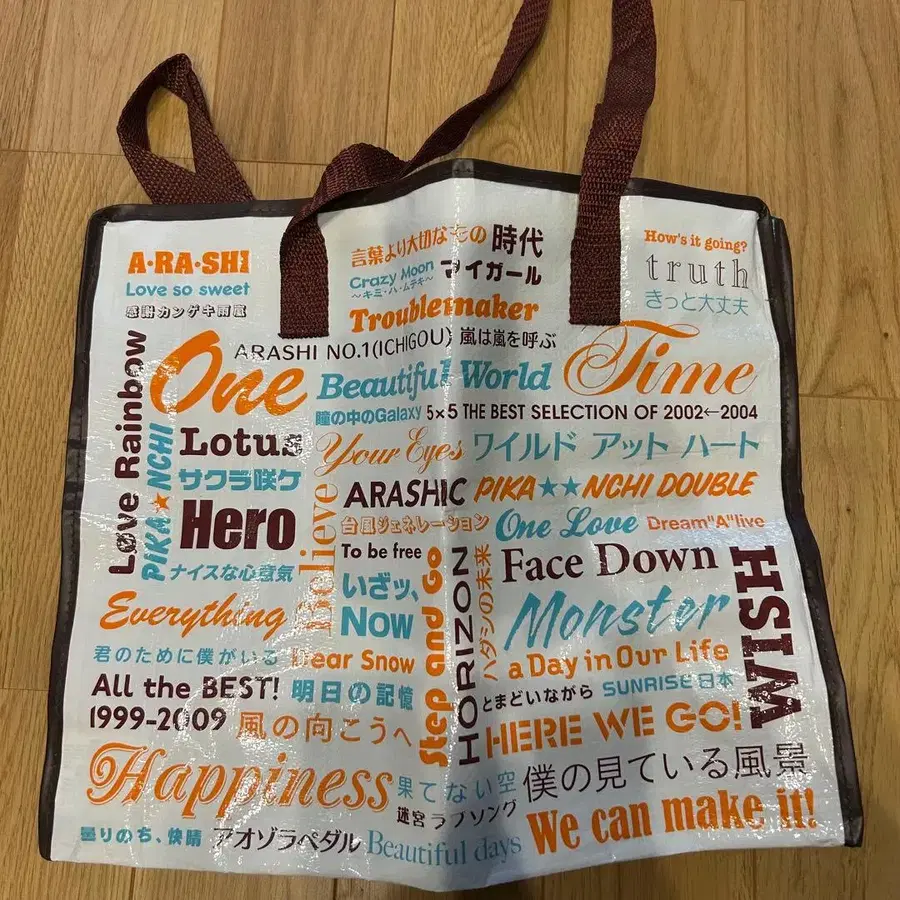 A・RA・SHI
Love so sweet
感謝カンゲキ雨嵐
言葉より大切なもの
時代
Crazy Moon
～キミ・ハ・ムテキ～
マイガール
Troublemaker
How's it going?
truth
きっと大丈夫
ARASHI NO.1(ICHIGOU) 嵐は嵐を呼ぶ
Love Rainbow
One
Beautiful World
Time
瞳の中のGalaxy
5×5 THE BEST SELECTION OF 2002←2004
PIKA★NCHI
Lotus
サクラ咲ケ
Your Eyes
ワイルド アット ハート
Hero
ARASHIC
PIKA★★NCHI DOUBLE
Believe
台風ジェネレーション
One Love
Dream"A"live
ナイスな心意気
To be free
Step and Go
HORIZON
ハダシの未来
Face Down
WISH
いざッ、
Now
Everything
Monster
君のために僕がいる
Dear Snow
a Day in Our Life
All the BEST!
1999-2009
明日の記憶
とまどいながら
SUNRISE日本
風の向こうへ
HERE WE GO!
Happiness
果てない空
僕の見ている風景
迷宮ラブソング
We can make it!
曇りのち、快晴
アオゾラペダル
Beautiful days